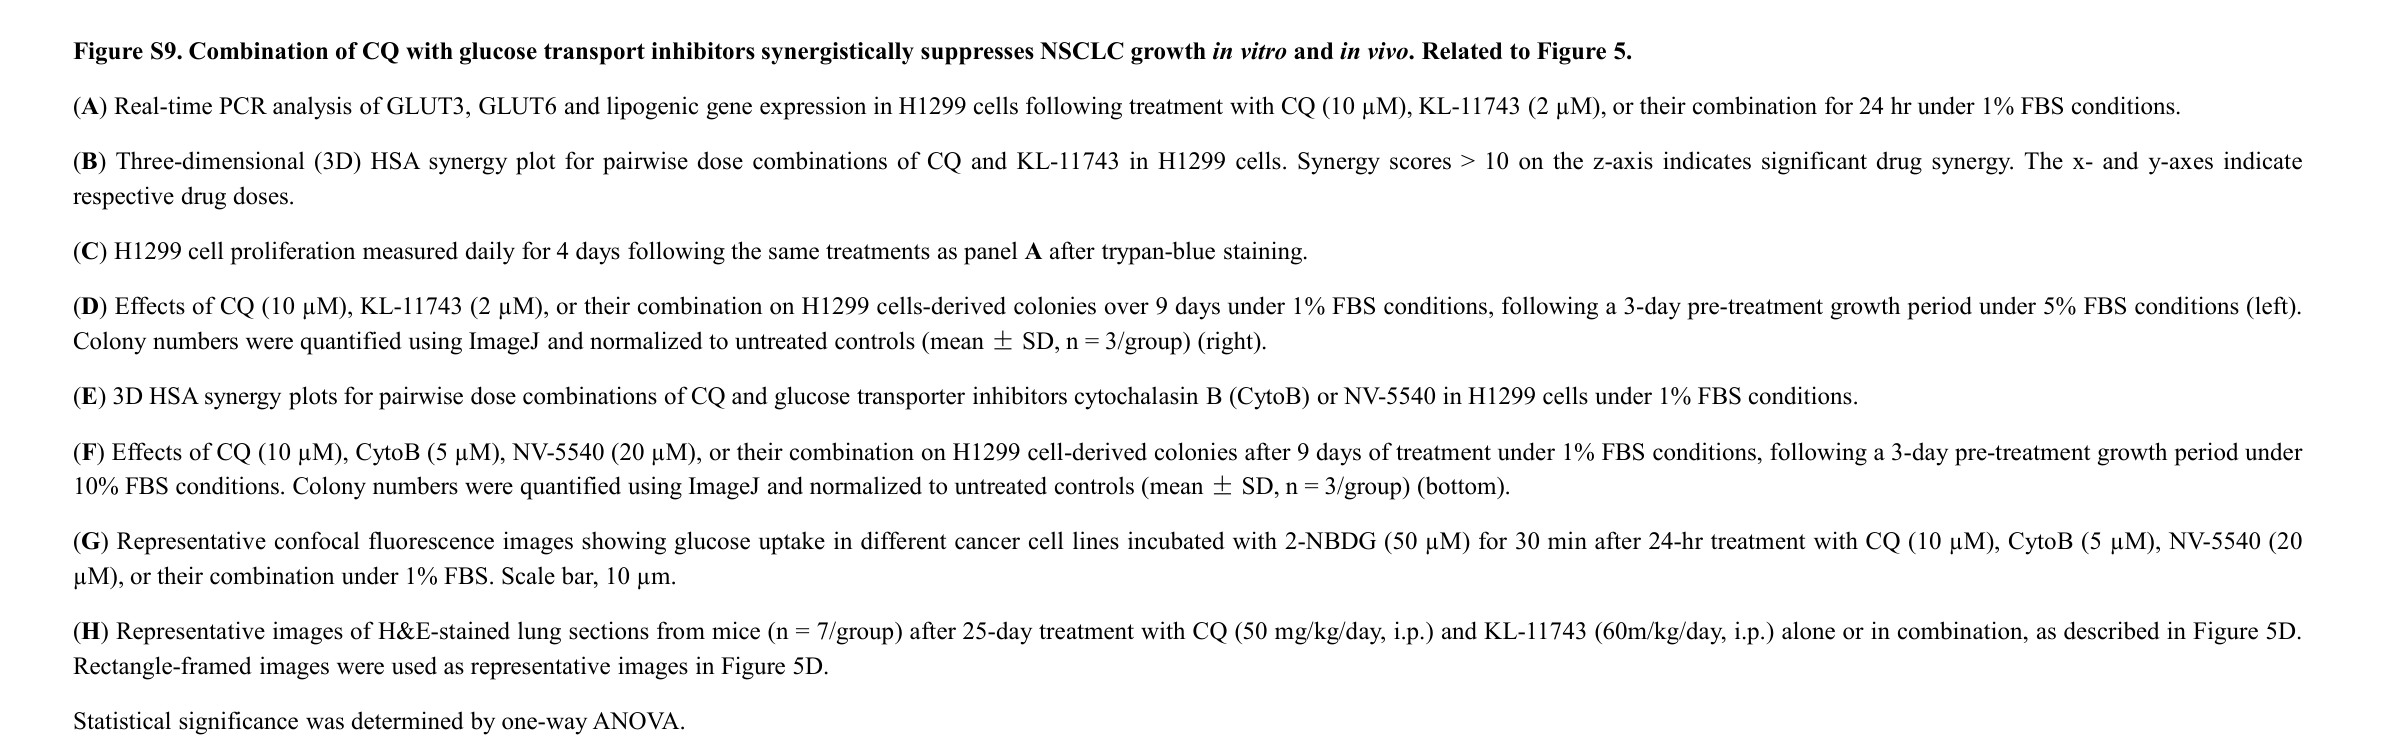 Figure S9. Combination of CQ with glucose transport inhibitors synergistically suppresses NSCLC growth in vitro and in vivo. Related to Figure 5.
(A) Real-time PCR analysis of GLUT3, GLUT6 and lipogenic gene expression in H1299 cells following treatment with CQ (10 µM), KL-11743 (2 µM), or their combination for 24 hr under 1% FBS conditions.
(B) Three-dimensional (3D) HSA synergy plot for pairwise dose combinations of CQ and KL-11743 in H1299 cells. Synergy scores > 10 on the z-axis indicates significant drug synergy. The x- and y-axes indicate
respective drug doses.
(C) H1299 cell proliferation measured daily for 4 days following the same treatments as panel A after trypan-blue staining.
(D) Effects of CQ (10 µM), KL-11743 (2 µM), or their combination on H1299 cells-derived colonies over 9 days under 1% FBS conditions, following a 3-day pre-treatment growth period under 5% FBS conditions (left).
Colony numbers were quantified using ImageJ and normalized to untreated controls (mean ± SD, n = 3/group) (right).
(E) 3D HSA synergy plots for pairwise dose combinations of CQ and glucose transporter inhibitors cytochalasin B (CytoB) or NV-5540 in H1299 cells under 1% FBS conditions.
(F) Effects of CQ (10 µM), CytoB (5 µM), NV-5540 (20 µM), or their combination on H1299 cell-derived colonies after 9 days of treatment under 1% FBS conditions, following a 3-day pre-treatment growth period under
10% FBS conditions. Colony numbers were quantified using ImageJ and normalized to untreated controls (mean ± SD, n = 3/group) (bottom).
(G) Representative confocal fluorescence images showing glucose uptake in different cancer cell lines incubated with 2-NBDG (50 µM) for 30 min after 24-hr treatment with CQ (10 µM), CytoB (5 µM), NV-5540 (20
µM), or their combination under 1% FBS. Scale bar, 10 µm.
(H) Representative images of H&E-stained lung sections from mice (n = 7/group) after 25-day treatment with CQ (50 mg/kg/day, i.p.) and KL-11743 (60m/kg/day, i.p.) alone or in combination, as described in Figure 5D.
Rectangle-framed images were used as representative images in Figure 5D.
Statistical significance was determined by one-way ANOVA.